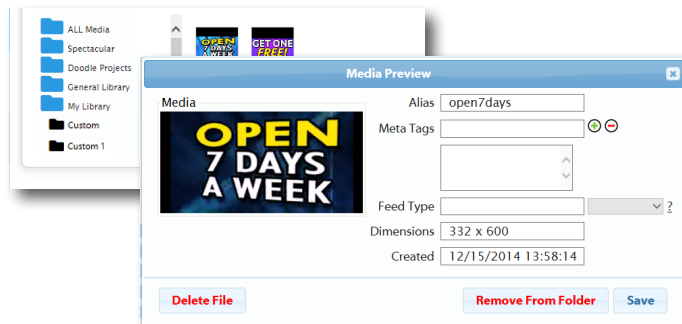 ALL Media
Spectacular
Doodle Projects
General Library
My Library
Custom
Custom 1
OPEN
7 DAYS
A WEEK
GET ONE
FREE!
Media Preview
Media
OPEN
7 DAYS
A WEEK
Alias open7days
Meta Tags
Feed Type ?
Dimensions 332 x 600
Created 12/15/2014 13:58:14
Delete File Remove From Folder Save